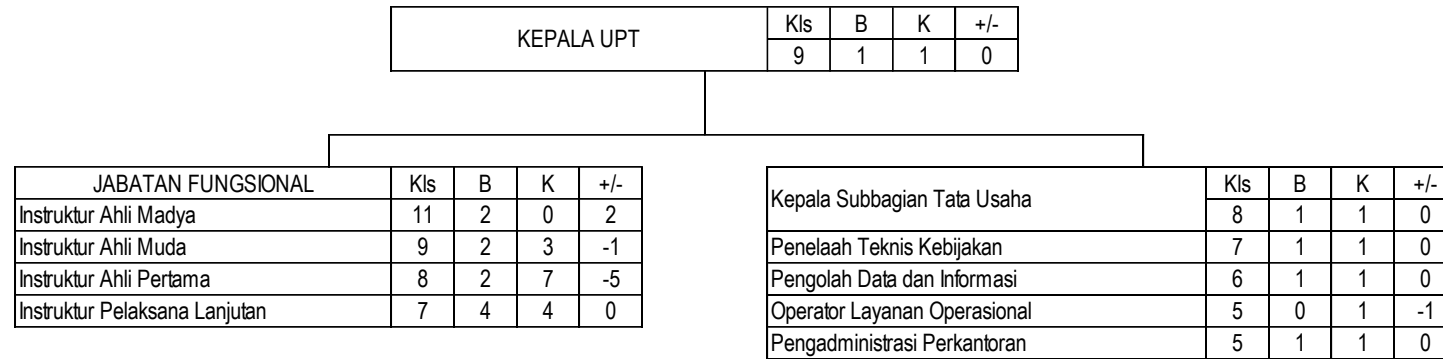 KEPALA UPT Kls B K +/-
9 1 1 0
JABATAN FUNGSIONAL Kls B K +/-
Instruktur Ahli Madya 11 2 0 2
Instruktur Ahli Muda 9 2 3 -1
Instruktur Ahli Pertama 8 2 7 -5
Instruktur Pelaksana Lanjutan 7 4 4 0
Kepala Subbagian Tata Usaha Kls B K +/-
8 1 1 0
Penelaah Teknis Kebijakan 7 1 1 0
Pengolah Data dan Informasi 6 1 1 0
Operator Layanan Operasional 5 0 1 -1
Pengadministrasi Perkantoran 5 1 1 0